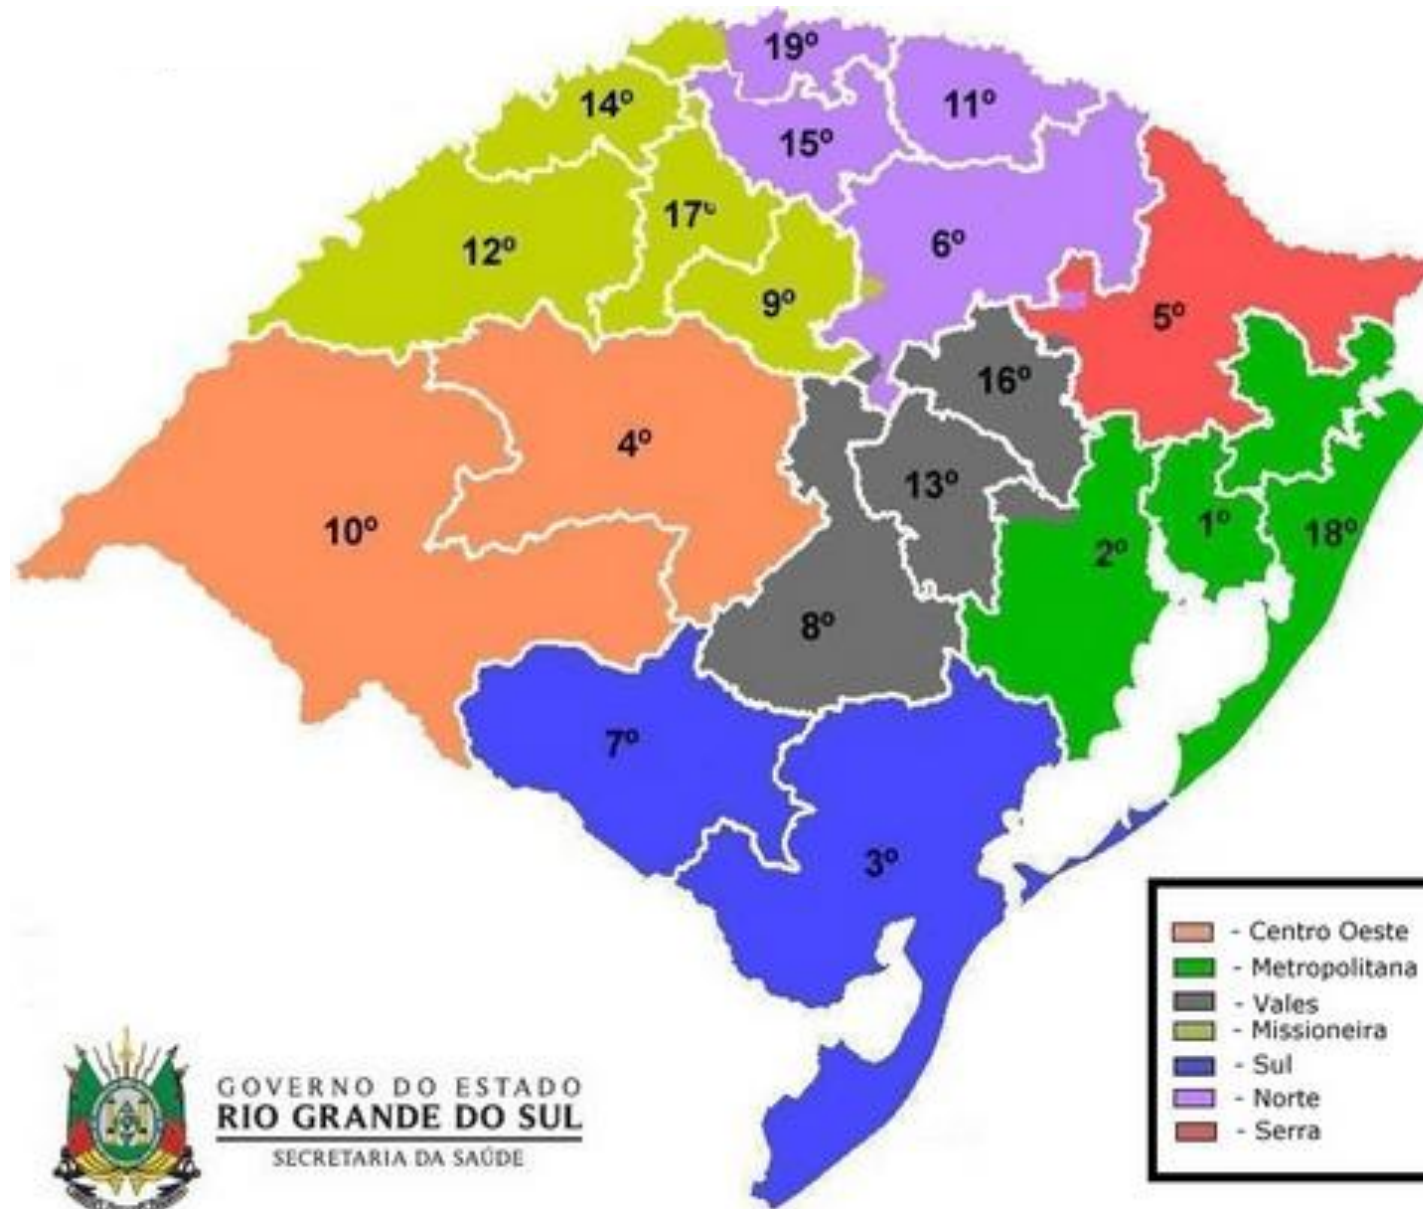 19º
14º
11º
15º
17º
12º
6º
9º
5º
16º
4º
13º
10º
1º
18º
2º
8º
7º
3º
- Centro Oeste
- Metropolitana
- Vales
- Missioneira
- Sul
- Norte
- Serra
GOVERNO DO ESTADO
RIO GRANDE DO SUL
SECRETARIA DA SAÚDE